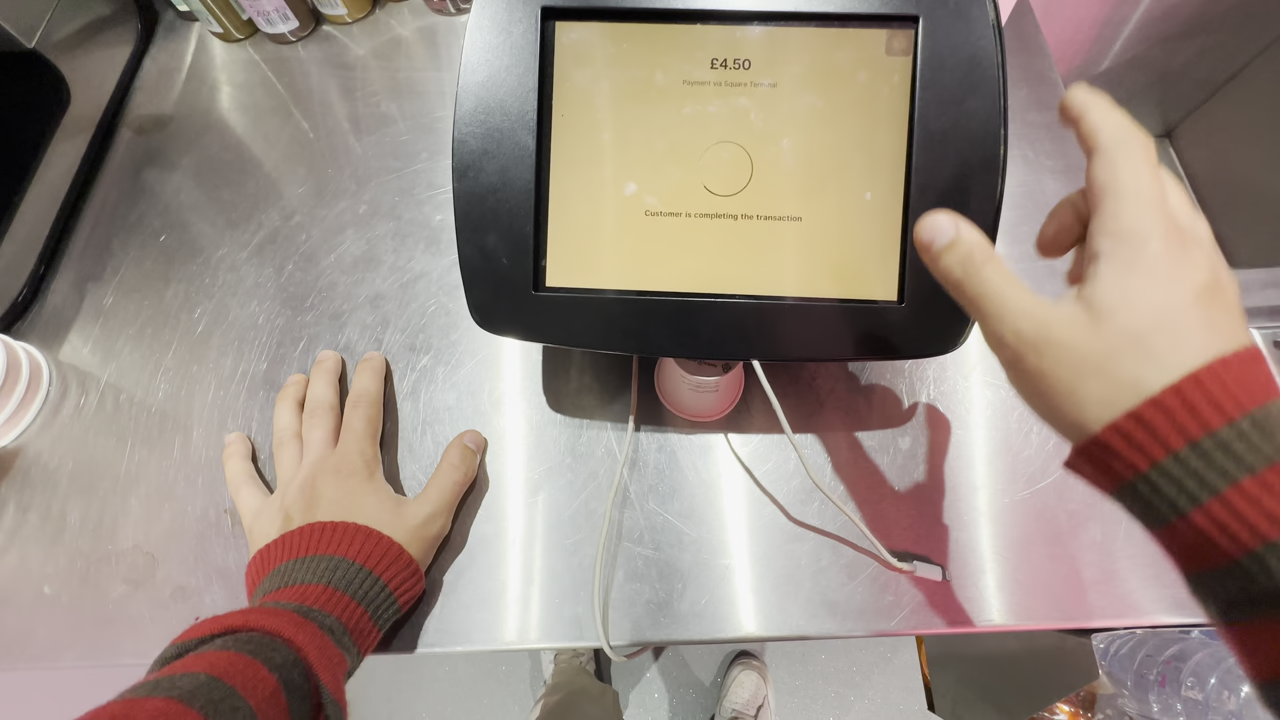 £4.50
Payment via Square Terminal
Customer is completing the transaction